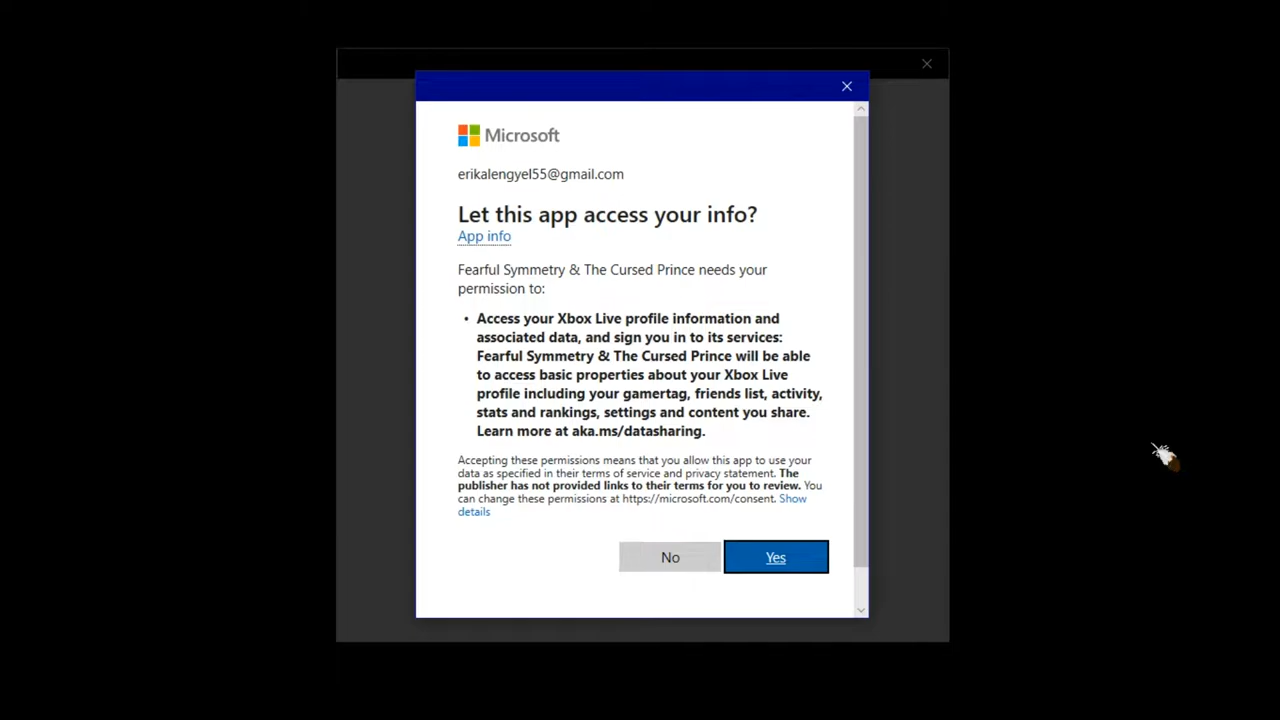 Microsoft
erikalengyel55@gmail.com
Let this app access your info?
App info
Fearful Symmetry & The Cursed Prince needs your
permission to:
• Access your Xbox Live profile information and
associated data, and sign you in to its services:
Fearful Symmetry & The Cursed Prince will be able
to access basic properties about your Xbox Live
profile including your gamertag, friends list, activity,
stats and rankings, settings and content you share.
Learn more at aka.ms/datasharing.
Accepting these permissions means that you allow this app to use your
data as specified in their terms of service and privacy statement. The
publisher has not provided links to their terms for you to review. You
can change these permissions at https://microsoft.com/consent. Show
details
No
Yes